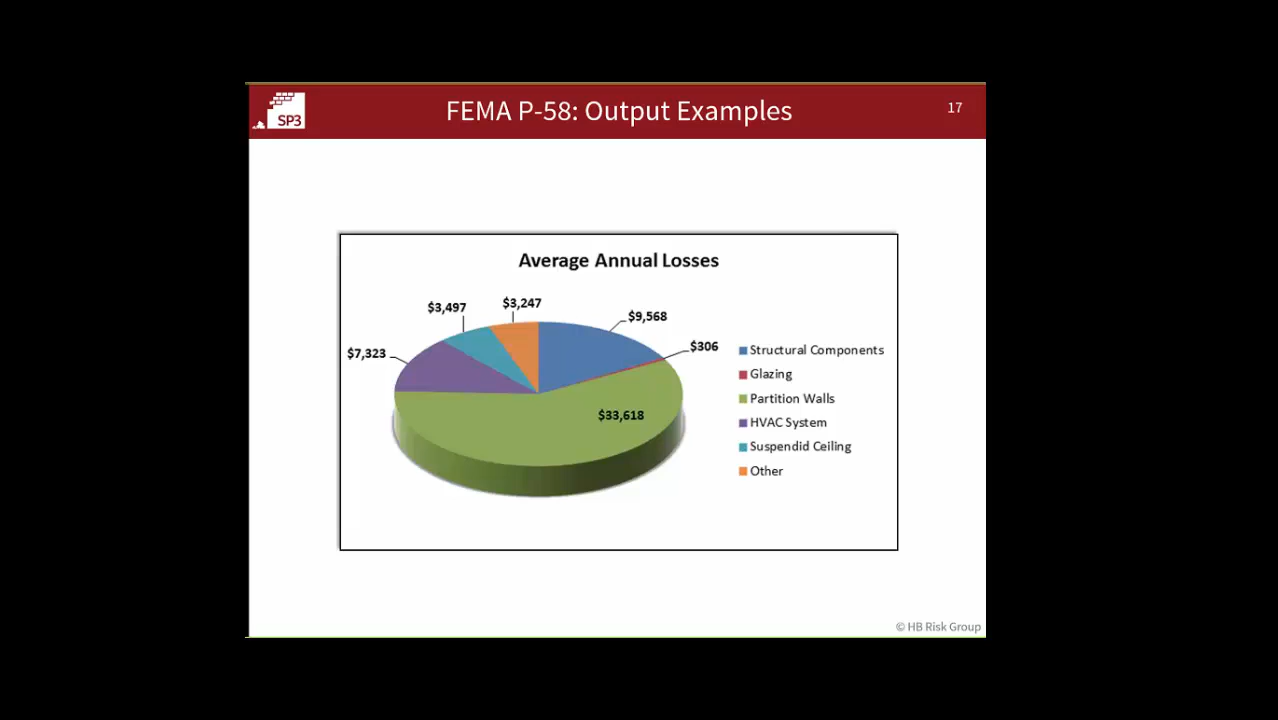 SP3
FEMA P-58: Output Examples
17
Average Annual Losses
$3,497
$3,247
$9,568
$306
$7,323
$33,618
Structural Components
Glazing
Partition Walls
HVAC System
Suspendid Ceiling
Other
© HB Risk Group